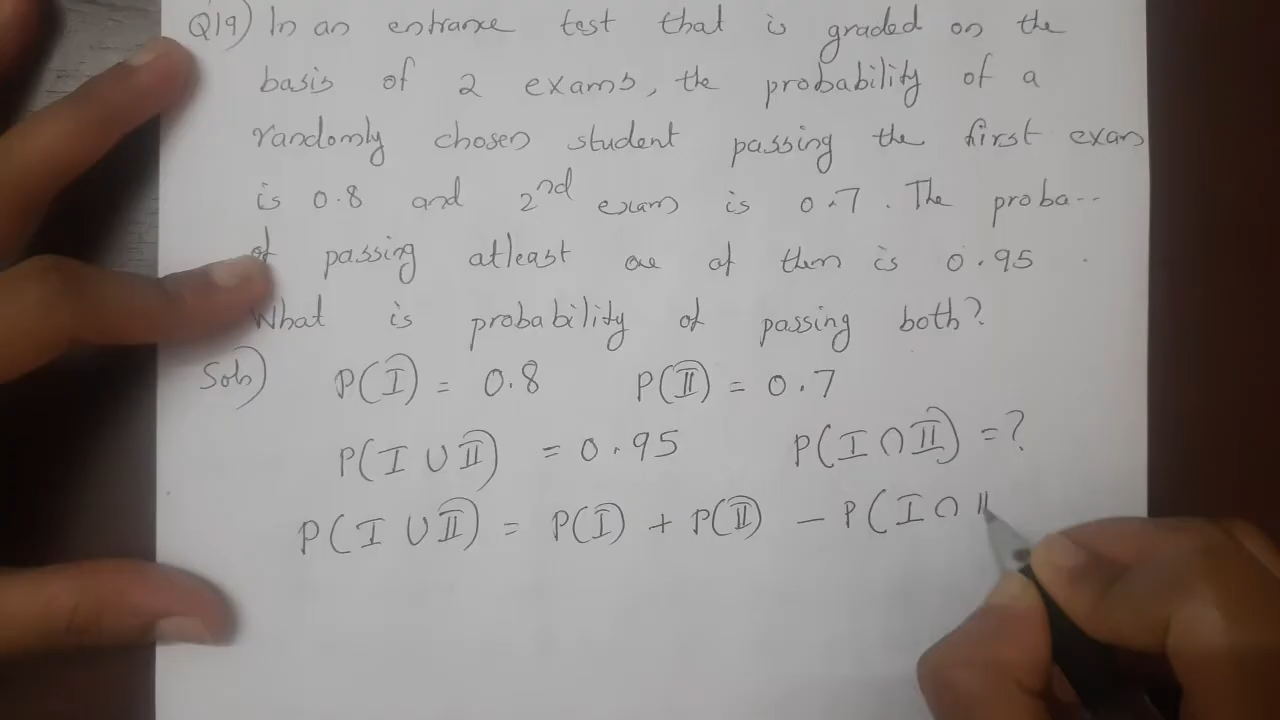 Q19) In an entrance test that is graded on the
basis of 2 exams, the probability of a
randomly chosen student passing the first exam
is 0.8 and 2nd exam is 0.7. The proba--
of passing atleast one of them is 0.95.
What is probability of passing both?
Soln) P(I) = 0.8 P(II) = 0.7
P(I ∪ II) = 0.95 P(I ∩ II) = ?
P(I ∪ II) = P(I) + P(II) - P(I ∩ II